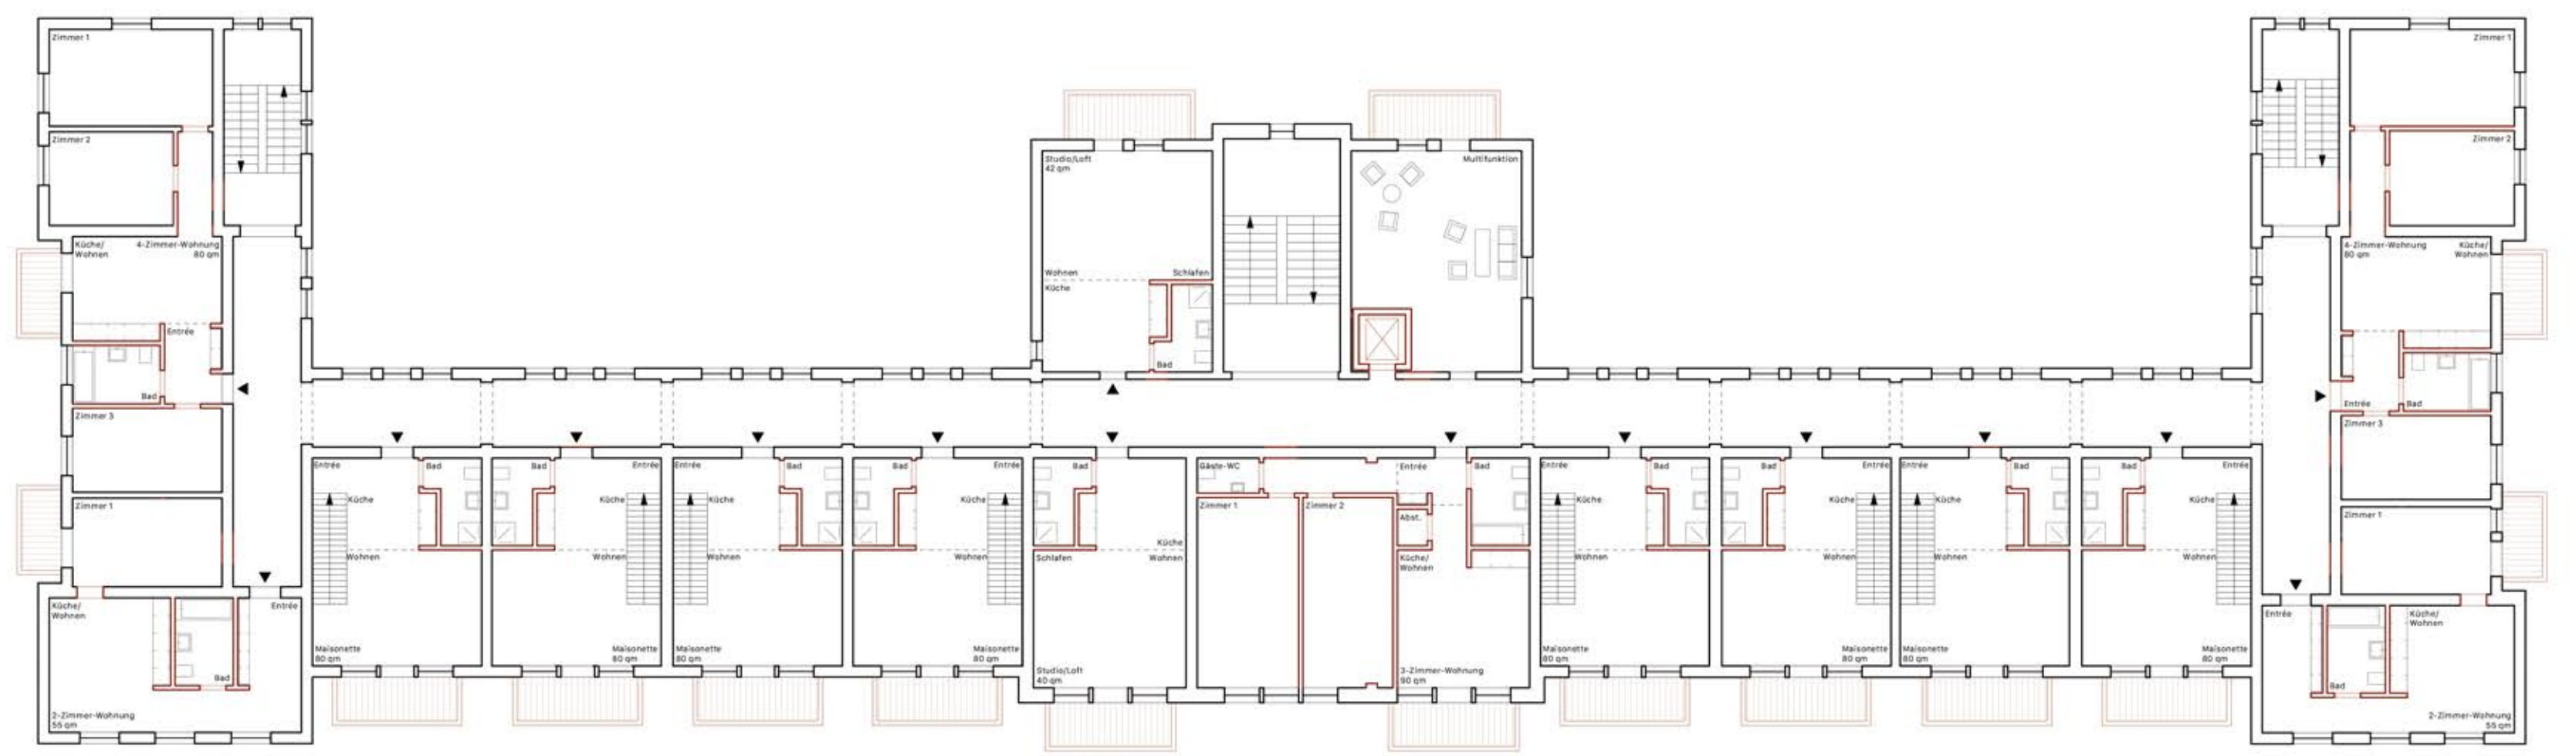 Zimmer 1
Zimmer 2
Küche/
Wohnen
4-Zimmer-Wohnung
80 qm
Entrée
Bad
Zimmer 3
Zimmer 1
Küche/
Wohnen
Entrée
Bad
2-Zimmer-Wohnung
55 qm
Entrée
Bad
Küche
Wohnen
Maisonette
80 qm
Bad
Entrée
Küche
Wohnen
Maisonette
80 qm
Entrée
Bad
Küche
Wohnen
Maisonette
80 qm
Bad
Entrée
Küche
Wohnen
Maisonette
80 qm
Studio/Loft
42 qm
Wohnen
Schlafen
Küche
Bad
Multifunktion
Bad
Küche
Schlafen
Wohnen
Studio/Loft
40 qm
Gäste-WC
Zimmer 1
Zimmer 2
Entrée
Bad
Abst.
Küche/
Wohnen
3-Zimmer-Wohnung
90 qm
Entrée
Bad
Küche
Wohnen
Maisonette
80 qm
Bad
Entrée
Küche
Wohnen
Maisonette
80 qm
Entrée
Bad
Küche
Wohnen
Maisonette
80 qm
Bad
Entrée
Küche
Wohnen
Maisonette
80 qm
Zimmer 1
Zimmer 2
4-Zimmer-Wohnung
80 qm
Küche/
Wohnen
Entrée
Bad
Zimmer 3
Zimmer 1
Entrée
Küche/
Wohnen
Bad
2-Zimmer-Wohnung
55 qm